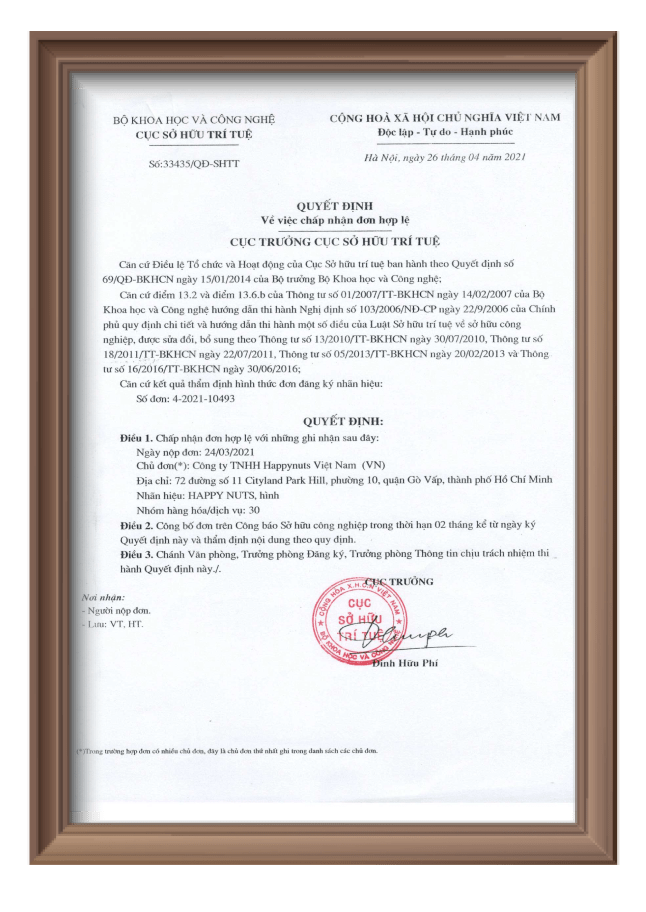 BỘ KHOA HỌC VÀ CÔNG NGHỆ
CỤC SỞ HỮU TRÍ TUỆ
Số:33435/QĐ-SHTT
CỘNG HOÀ XÃ HỘI CHỦ NGHĨA VIỆT NAM
Độc lập - Tự do - Hạnh phúc
Hà Nội, ngày 26 tháng 04 năm 2021
QUYẾT ĐỊNH
Về việc chấp nhận đơn hợp lệ
CỤC TRƯỞNG CỤC SỞ HỮU TRÍ TUỆ
Căn cứ Điều lệ Tổ chức và Hoạt động của Cục Sở hữu trí tuệ ban hành theo Quyết định số
69/QĐ-BKHCN ngày 15/01/2014 của Bộ trưởng Bộ Khoa học và Công nghệ;
Căn cứ điểm 13.2 và điểm 13.6.b của Thông tư số 01/2007/TT-BKHCN ngày 14/02/2007 của Bộ
Khoa học và Công nghệ hướng dẫn thi hành Nghị định số 103/2006/NĐ-CP ngày 22/9/2006 của Chính
phủ quy định chi tiết và hướng dẫn thi hành một số điều của Luật Sở hữu trí tuệ về sở hữu công
nghiệp, được sửa đổi, bổ sung theo Thông tư số 13/2010/TT-BKHCN ngày 30/07/2010, Thông tư số
18/2011/TT-BKHCN ngày 22/07/2011, Thông tư số 05/2013/TT-BKHCN ngày 20/02/2013 và Thông
tư số 16/2016/TT-BKHCN ngày 30/06/2016;
Căn cứ kết quả thẩm định hình thức đơn đăng ký nhãn hiệu:
Số đơn: 4-2021-10493
QUYẾT ĐỊNH:
Điều 1. Chấp nhận đơn hợp lệ với những ghi nhận sau đây:
Ngày nộp đơn: 24/03/2021
Chủ đơn(*): Công ty TNHH Happynuts Việt Nam (VN)
Địa chỉ: 72 đường số 11 Cityland Park Hill, phường 10, quận Gò Vấp, thành phố Hồ Chí Minh
Nhãn hiệu: HAPPY NUTS, hình
Nhóm hàng hóa/dịch vụ: 30
Điều 2. Công bố đơn trên Công báo Sở hữu công nghiệp trong thời hạn 02 tháng kể từ ngày ký
Quyết định này và thẩm định nội dung theo quy định.
Điều 3. Chánh Văn phòng, Trưởng phòng Đăng ký, Trưởng phòng Thông tin chịu trách nhiệm thi
hành Quyết định này./.
CỤC TRƯỞNG
CỘNG HÒA X.H.C.N VIỆT NAM
CỤC
SỞ HỮU
TRÍ TUỆ
BỘ KHOA HỌC VÀ CÔNG NGHỆ
Đinh Hữu Phí
Nơi nhận:
- Người nộp đơn.
- Lưu: VT, HT.
(*)Trong trường hợp đơn có nhiều chủ đơn, đây là chủ đơn thứ nhất ghi trong danh sách các chủ đơn.